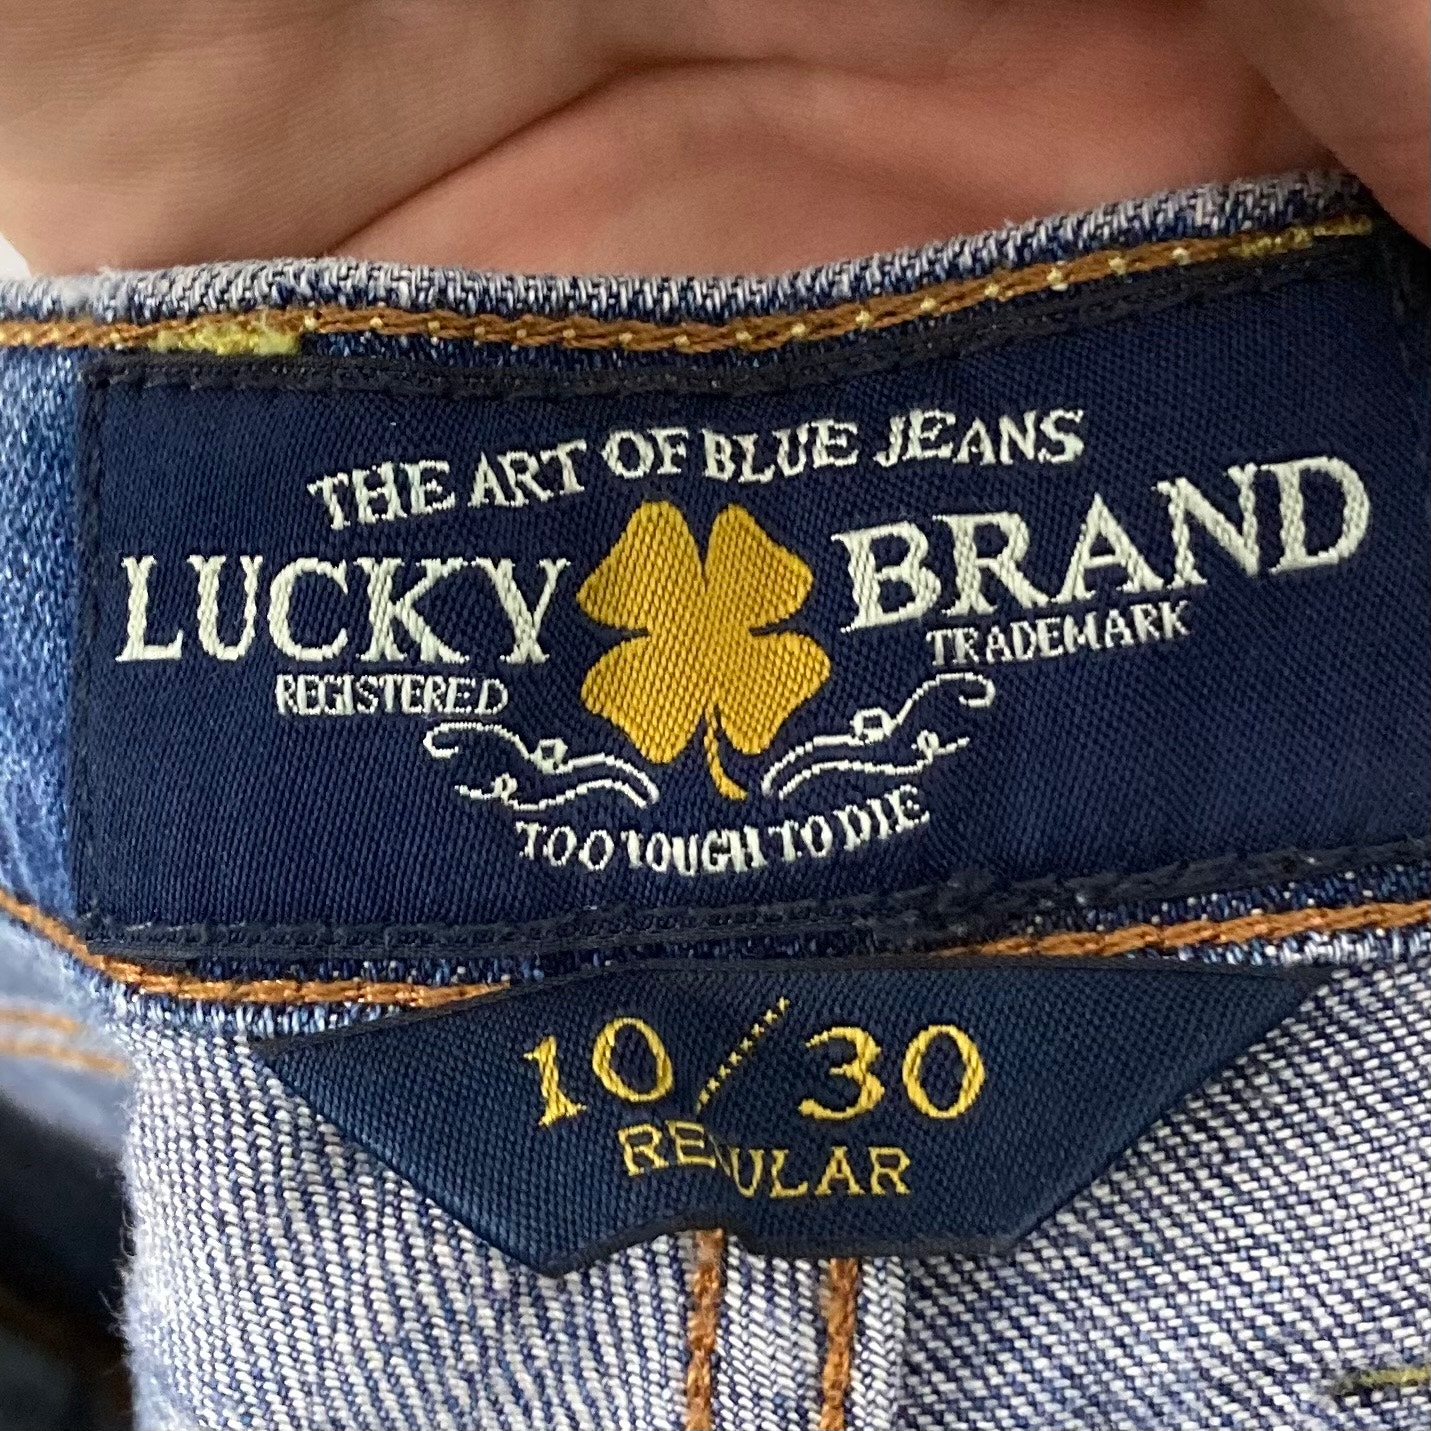 THE ART OF BLUE JEANS
LUCKY BRAND
REGISTERED TRADEMARK
TOO TOUGH TO DIE
10/30
REGULAR